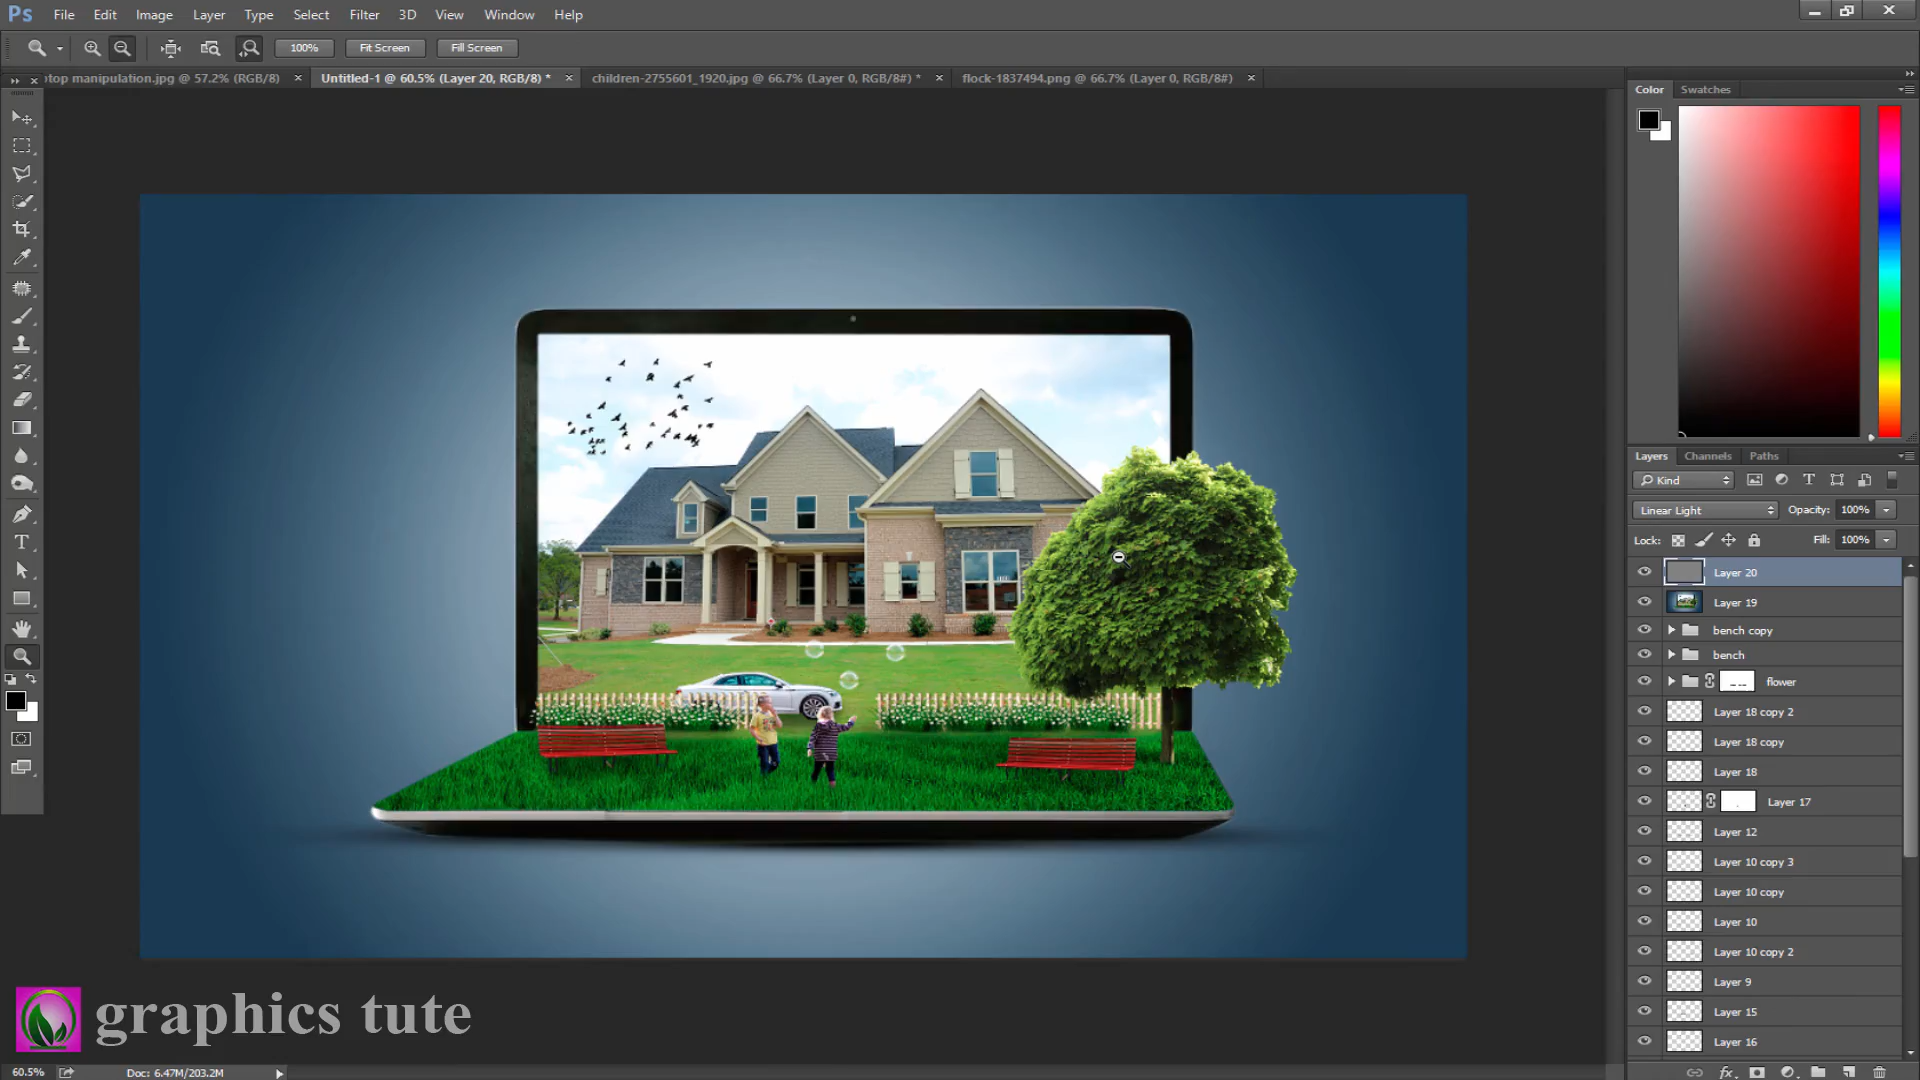 Ps File Edit Image Layer Type Select Filter 3D View Window Help
100% Fit Screen Fill Screen
top manipulation.jpg @ 57.2% (RGB/8) × Untitled-1 @ 60.5% (Layer 20, RGB/8) * × children-2755601_1920.jpg @ 66.7% (Layer 0, RGB/8#) * × flock-1837494.png @ 66.7% (Layer 0, RGB/8#) ×
Color Swatches
Layers Channels Paths
Kind
Linear Light Opacity: 100%
Lock: Fill: 100%
Layer 20
Layer 19
bench copy
bench
flower
Layer 18 copy 2
Layer 18 copy
Layer 18
Layer 17
Layer 12
Layer 10 copy 3
Layer 10 copy
Layer 10
Layer 10 copy 2
Layer 9
Layer 15
Layer 16
graphics tute
60.5% Doc: 6.47M/203.2M
fx